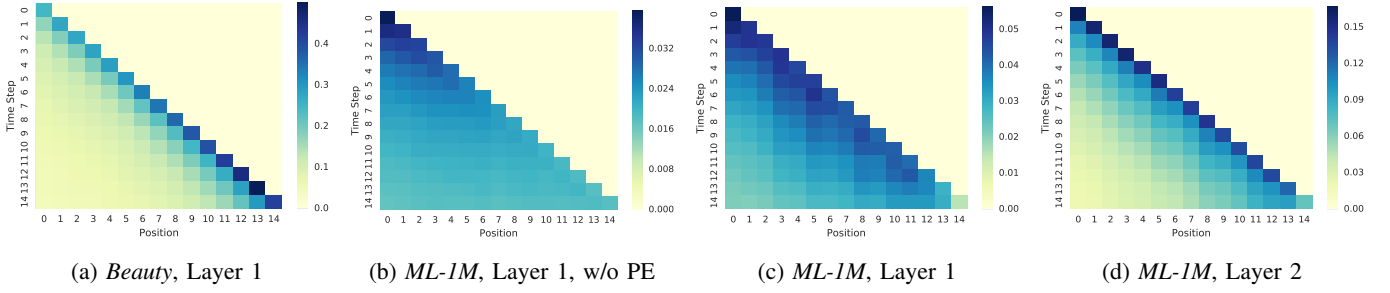 Time Step
0 1 2 3 4 5 6 7 8 9 10 11 12 13 14
0 1 2 3 4 5 6 7 8 9 10 11 12 13 14
Position
0.4
0.3
0.2
0.1
0.0
(a) Beauty, Layer 1
Time Step
0 1 2 3 4 5 6 7 8 9 10 11 12 13 14
0 1 2 3 4 5 6 7 8 9 10 11 12 13 14
Position
0.032
0.024
0.016
0.008
0.000
(b) ML-1M, Layer 1, w/o PE
Time Step
0 1 2 3 4 5 6 7 8 9 10 11 12 13 14
0 1 2 3 4 5 6 7 8 9 10 11 12 13 14
Position
0.05
0.04
0.03
0.02
0.01
0.00
(c) ML-1M, Layer 1
Time Step
0 1 2 3 4 5 6 7 8 9 10 11 12 13 14
0 1 2 3 4 5 6 7 8 9 10 11 12 13 14
Position
0.15
0.12
0.09
0.06
0.03
0.00
(d) ML-1M, Layer 2